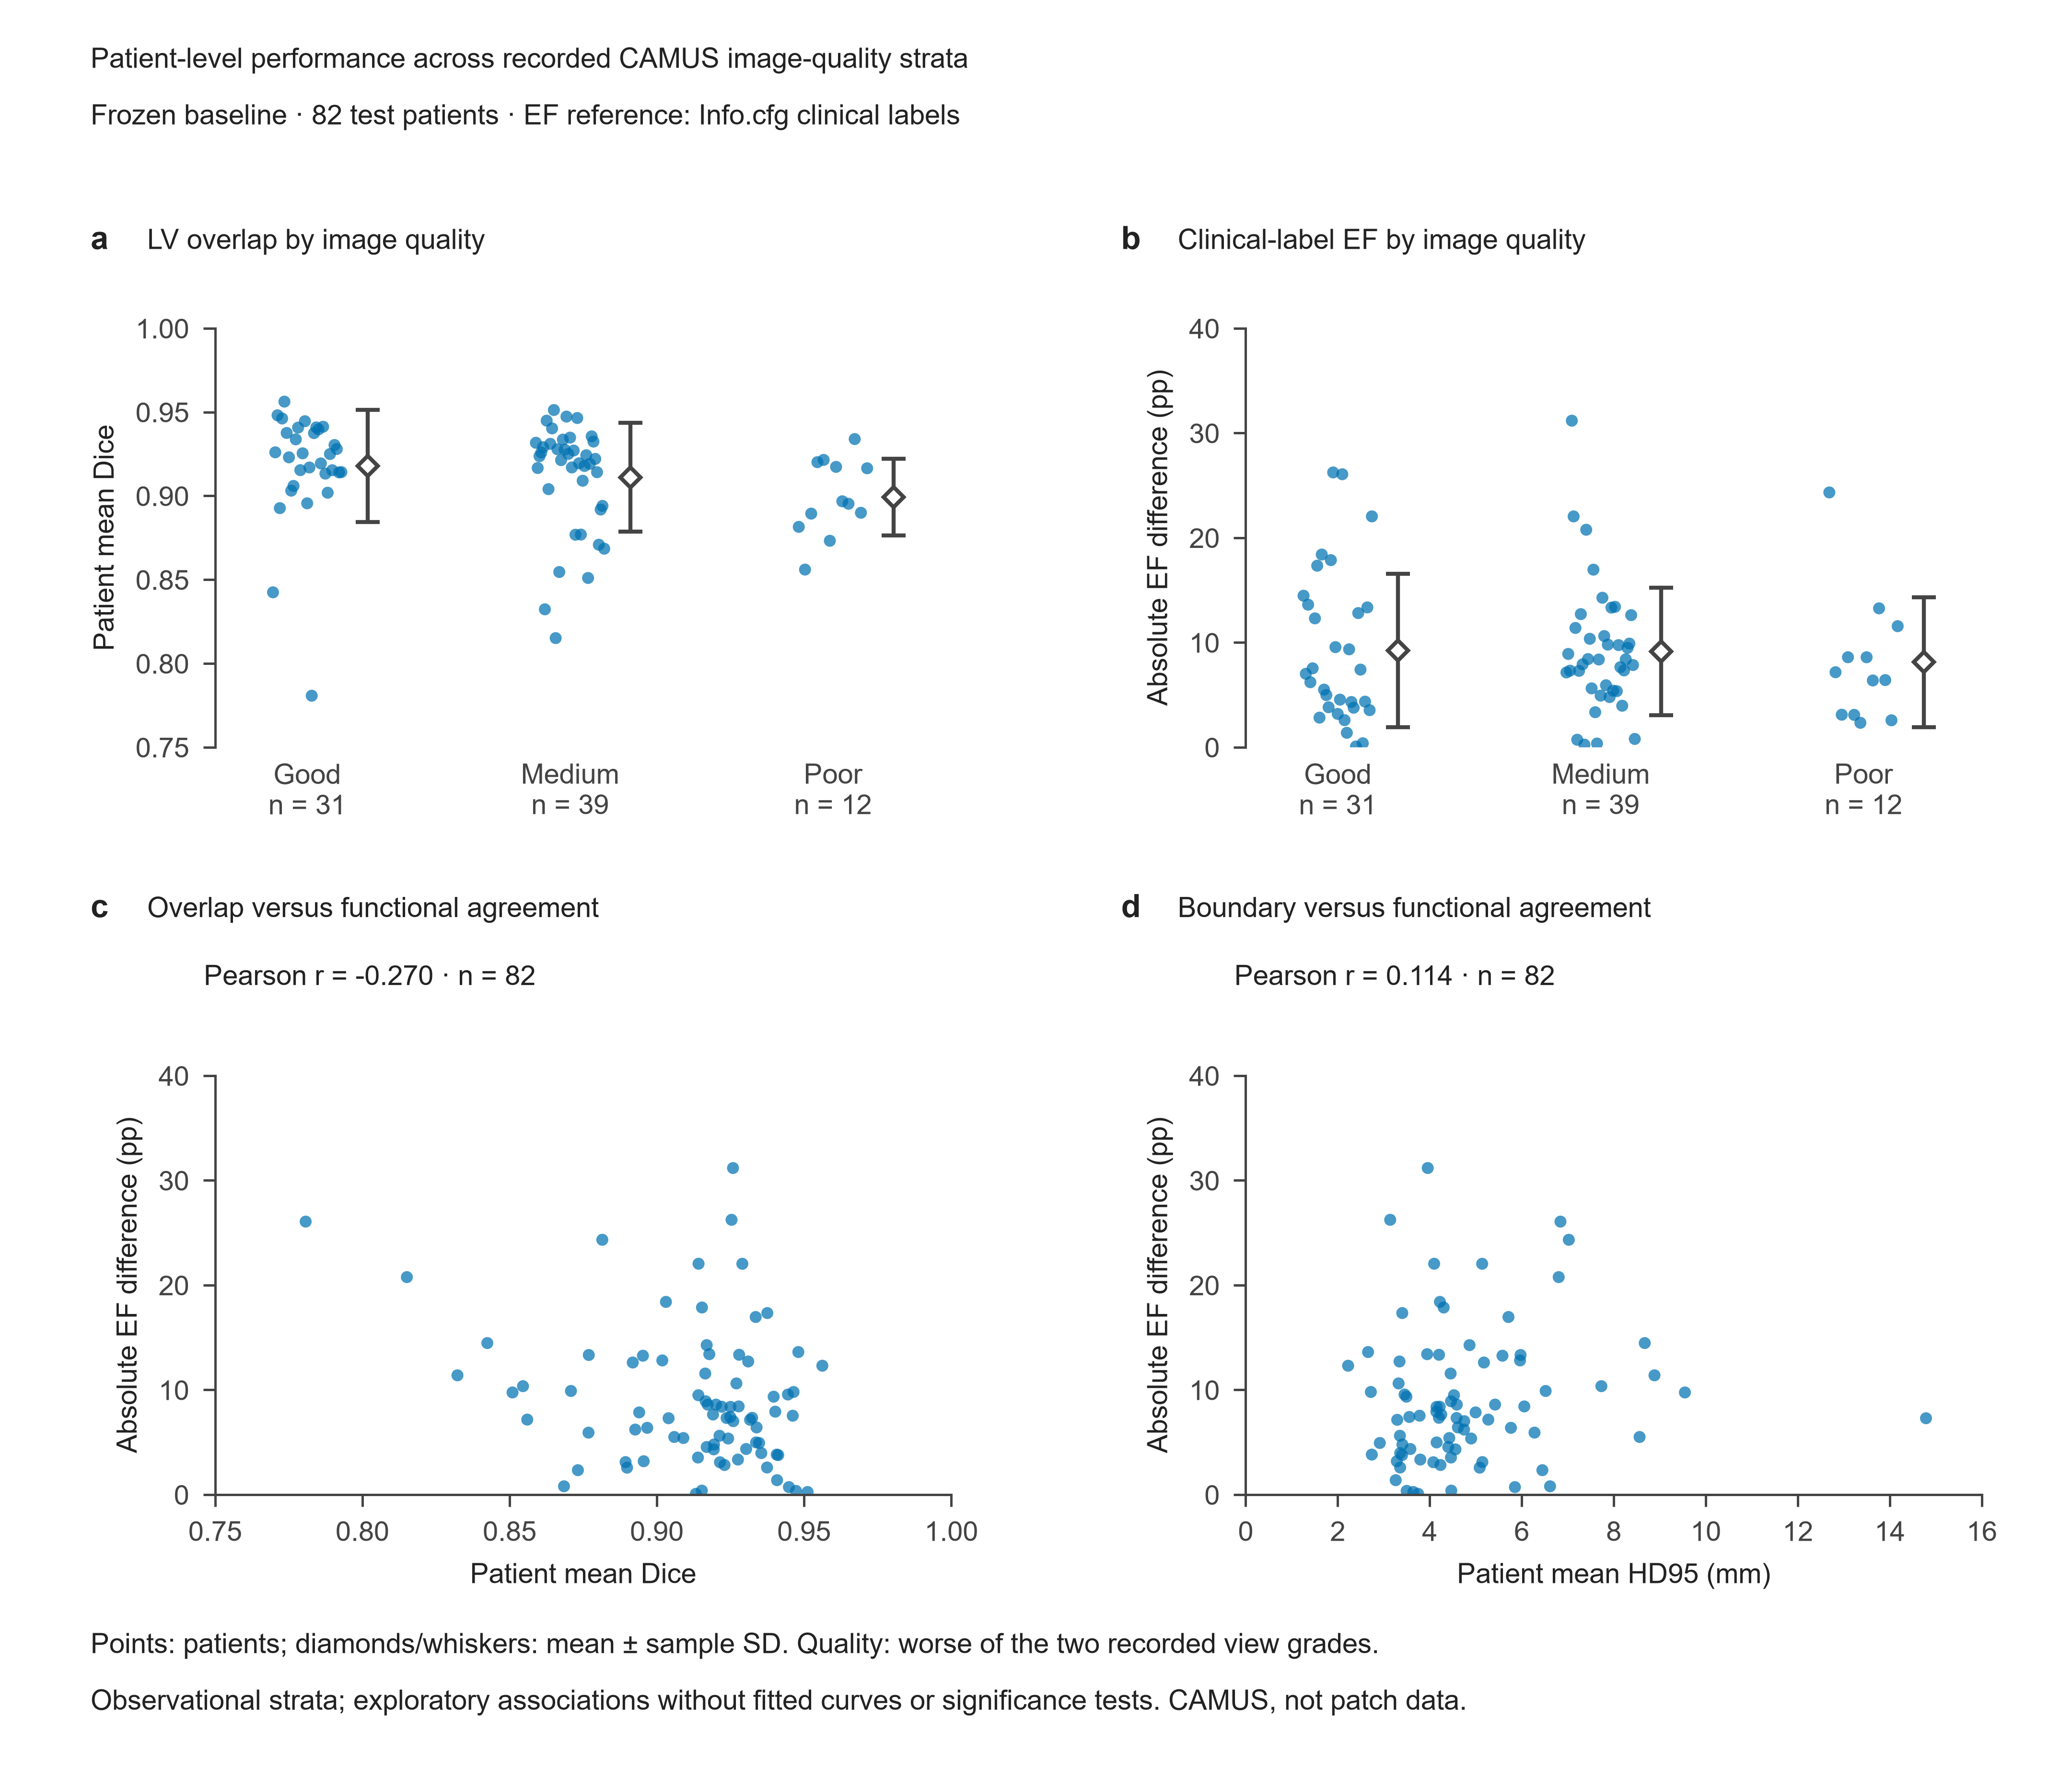 Patient-level performance across recorded CAMUS image-quality strata
Frozen baseline · 82 test patients · EF reference: Info.cfg clinical labels
a LV overlap by image quality
Patient mean Dice
1.00
0.95
0.90
0.85
0.80
0.75
Good Medium Poor
n = 31 n = 39 n = 12
b Clinical-label EF by image quality
Absolute EF difference (pp)
40
30
20
10
0
Good Medium Poor
n = 31 n = 39 n = 12
c Overlap versus functional agreement
Pearson r = -0.270 · n = 82
Absolute EF difference (pp)
40
30
20
10
0
0.75 0.80 0.85 0.90 0.95 1.00
Patient mean Dice
d Boundary versus functional agreement
Pearson r = 0.114 · n = 82
Absolute EF difference (pp)
40
30
20
10
0
0 2 4 6 8 10 12 14 16
Patient mean HD95 (mm)
Points: patients; diamonds/whiskers: mean ± sample SD. Quality: worse of the two recorded view grades.
Observational strata; exploratory associations without fitted curves or significance tests. CAMUS, not patch data.